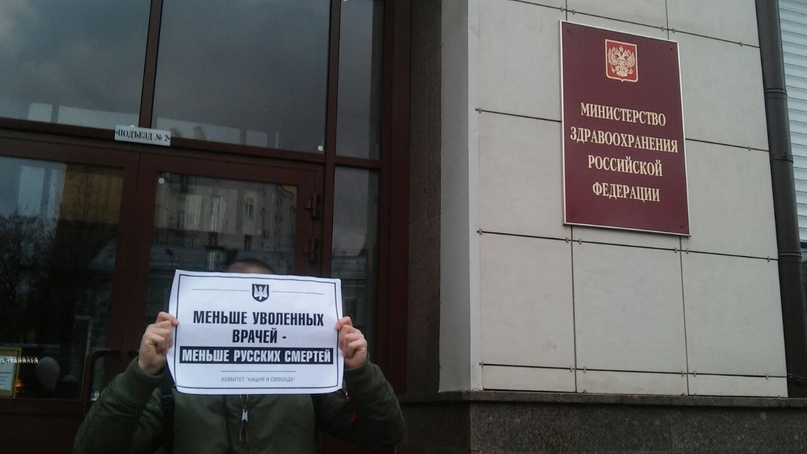 ПОДЪЕЗД № 2
МИНИСТЕРСТВО
ЗДРАВООХРАНЕНИЯ
РОССИЙСКОЙ
ФЕДЕРАЦИИ
МЕНЬШЕ УВОЛЕННЫХ
ВРАЧЕЙ -
МЕНЬШЕ РУССКИХ СМЕРТЕЙ
КОМИТЕТ "НАЦИЯ И СВОБОДА"